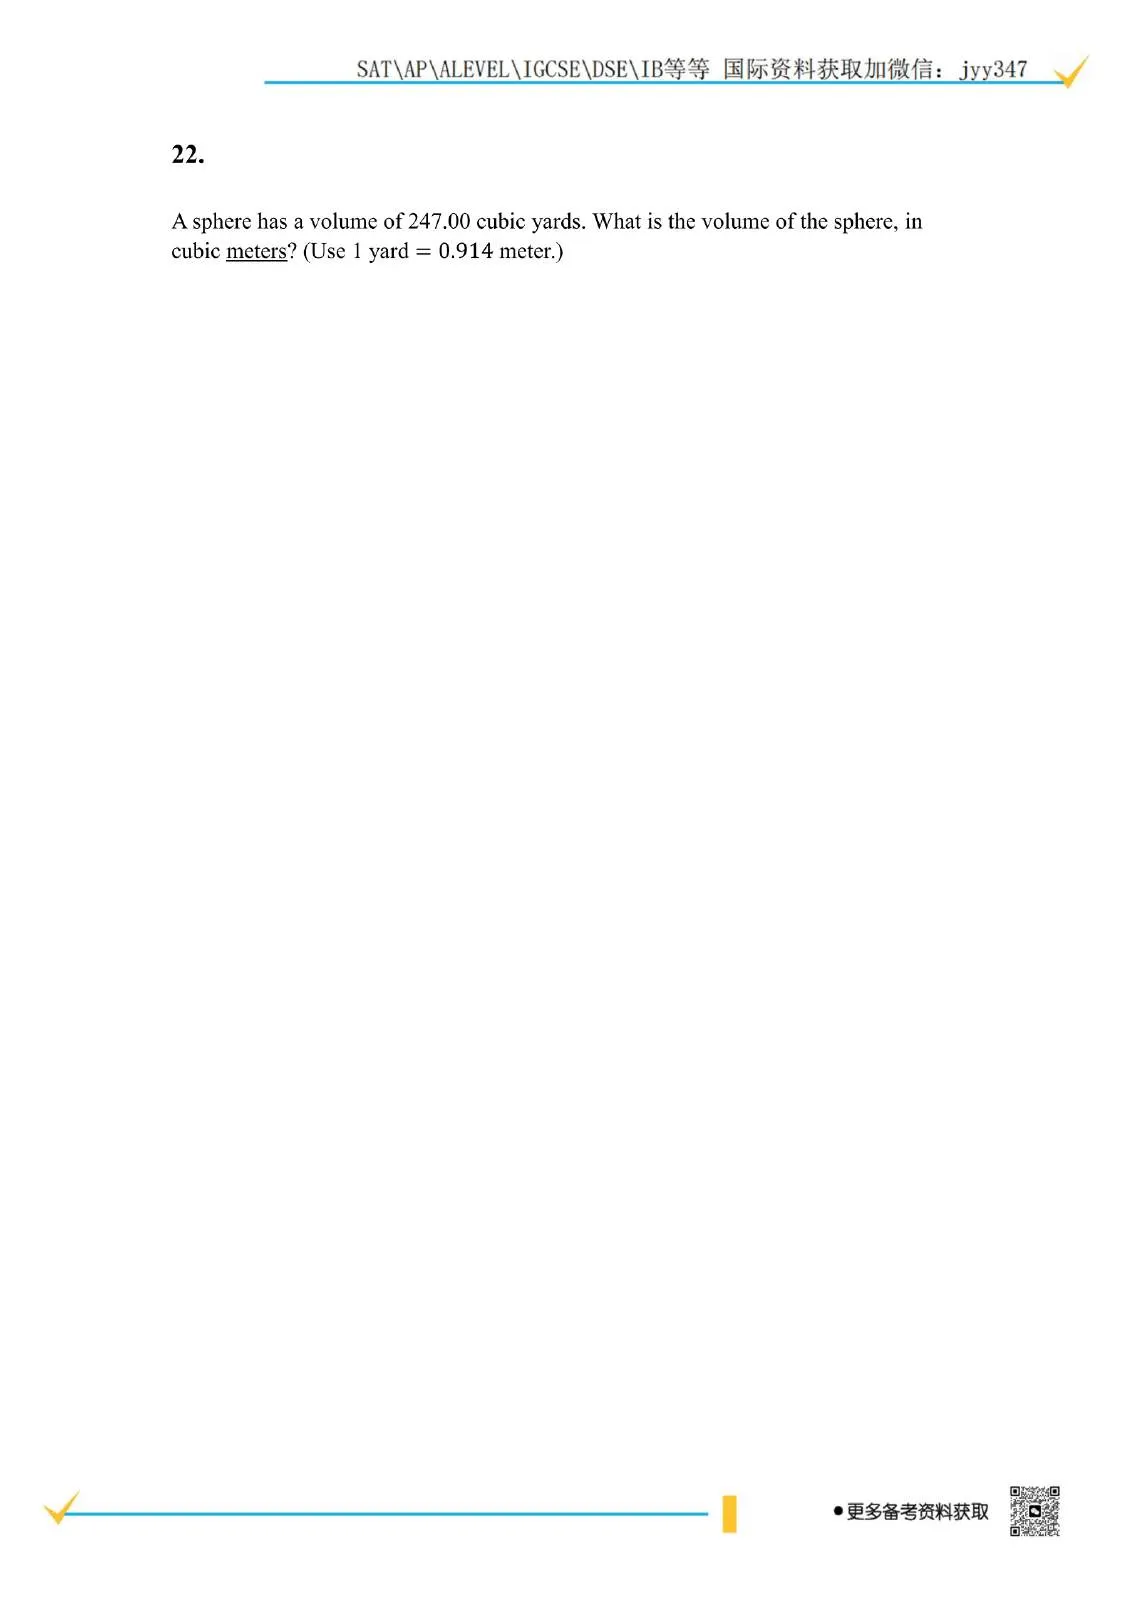 SAT\AP\ALEVEL\IGCSE\DSE\IB等等 国际资料获取加微信：jyy347
22.
A sphere has a volume of 247.00 cubic yards. What is the volume of the sphere, in
cubic meters? (Use 1 yard = 0.914 meter.)
●更多备考资料获取